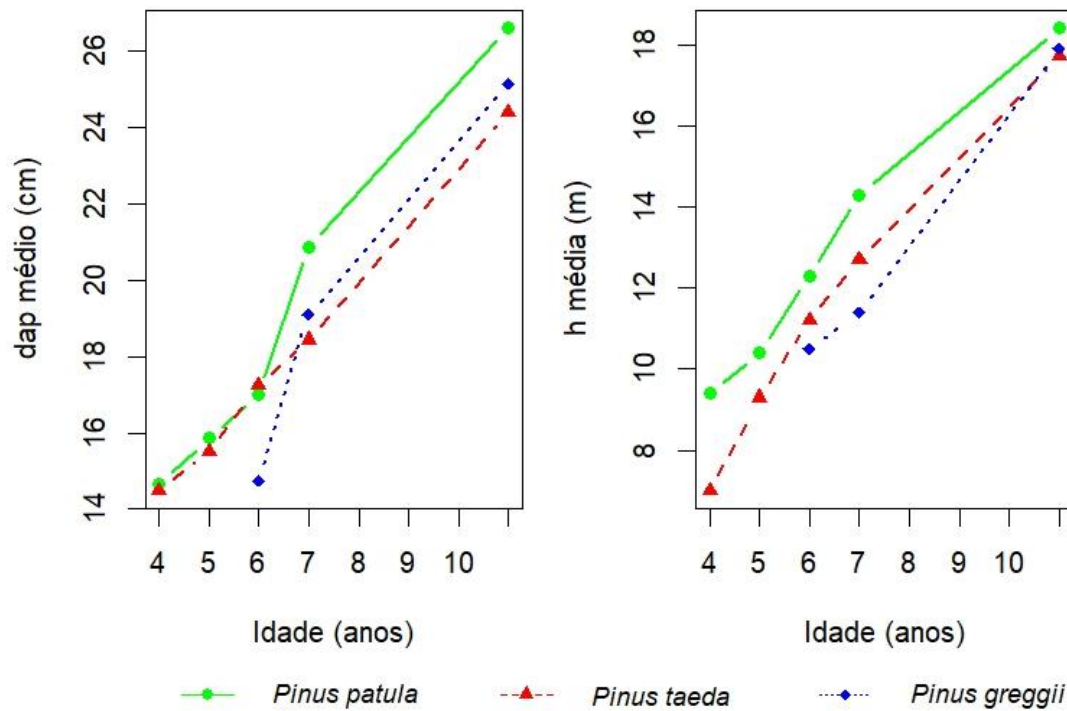 dap médio (cm)
26
24
22
20
18
16
14
4 5 6 7 8 9 10
Idade (anos)
h média (m)
18
16
14
12
10
8
4 5 6 7 8 9 10
Idade (anos)
Pinus patula Pinus taeda Pinus greggii